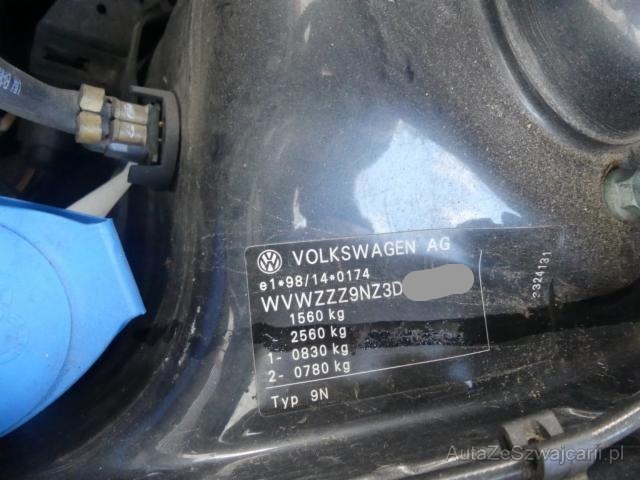 VOLKSWAGEN AG
e1*98/14*0174
WVWZZZ9NZ3D
1560 kg
- 2560 kg
1- 0830 kg
2- 0780 kg
Typ 9N
2324131
AutaZeSzwajcarii.pl